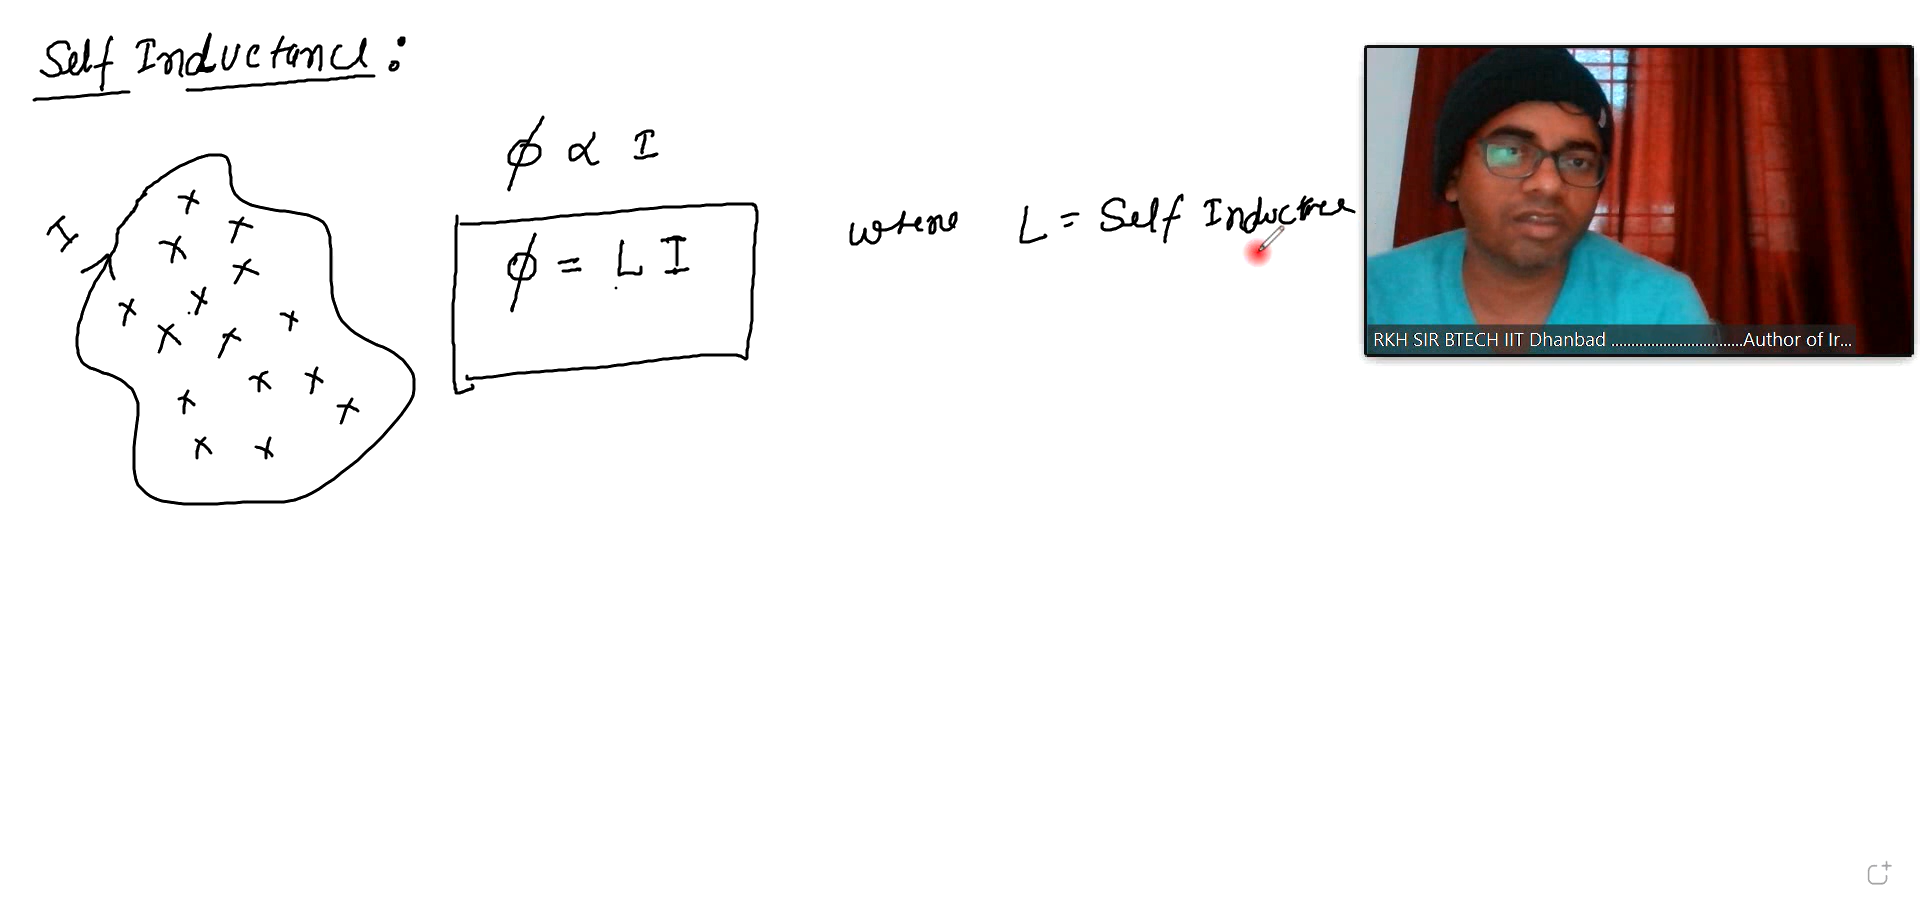 Self Inductance :
I
ϕ ∝ I
ϕ = L I
where L = Self Inductance
RKH SIR BTECH IIT Dhanbad ..................................Author of Ir...